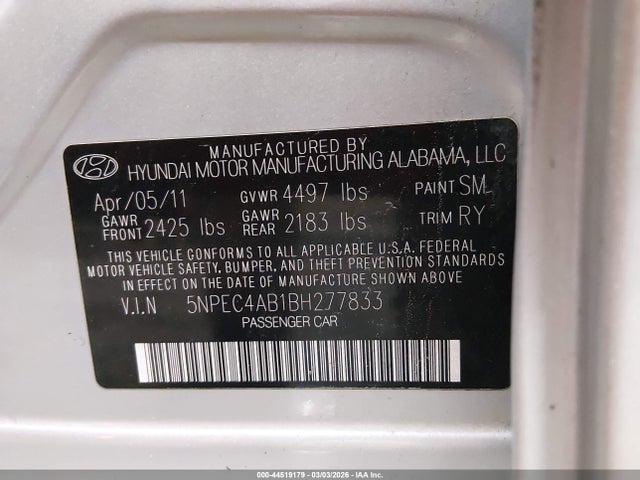 MANUFACTURED BY
HYUNDAI MOTOR MANUFACTURING ALABAMA, LLC
Apr/05/11 GVWR 4497 lbs PAINT SM
GAWR FRONT 2425 lbs GAWR REAR 2183 lbs TRIM RY
THIS VEHICLE CONFORMS TO ALL APPLICABLE U.S.A. FEDERAL
MOTOR VEHICLE SAFETY, BUMPER, AND THEFT PREVENTION STANDARDS
IN EFFECT ON THE DATE OF MANUFACTURE SHOWN ABOVE
V.I.N 5NPEC4AB1BH277833
PASSENGER CAR
000-44519179 - 03/03/2026 - Copyright IAA, Inc.